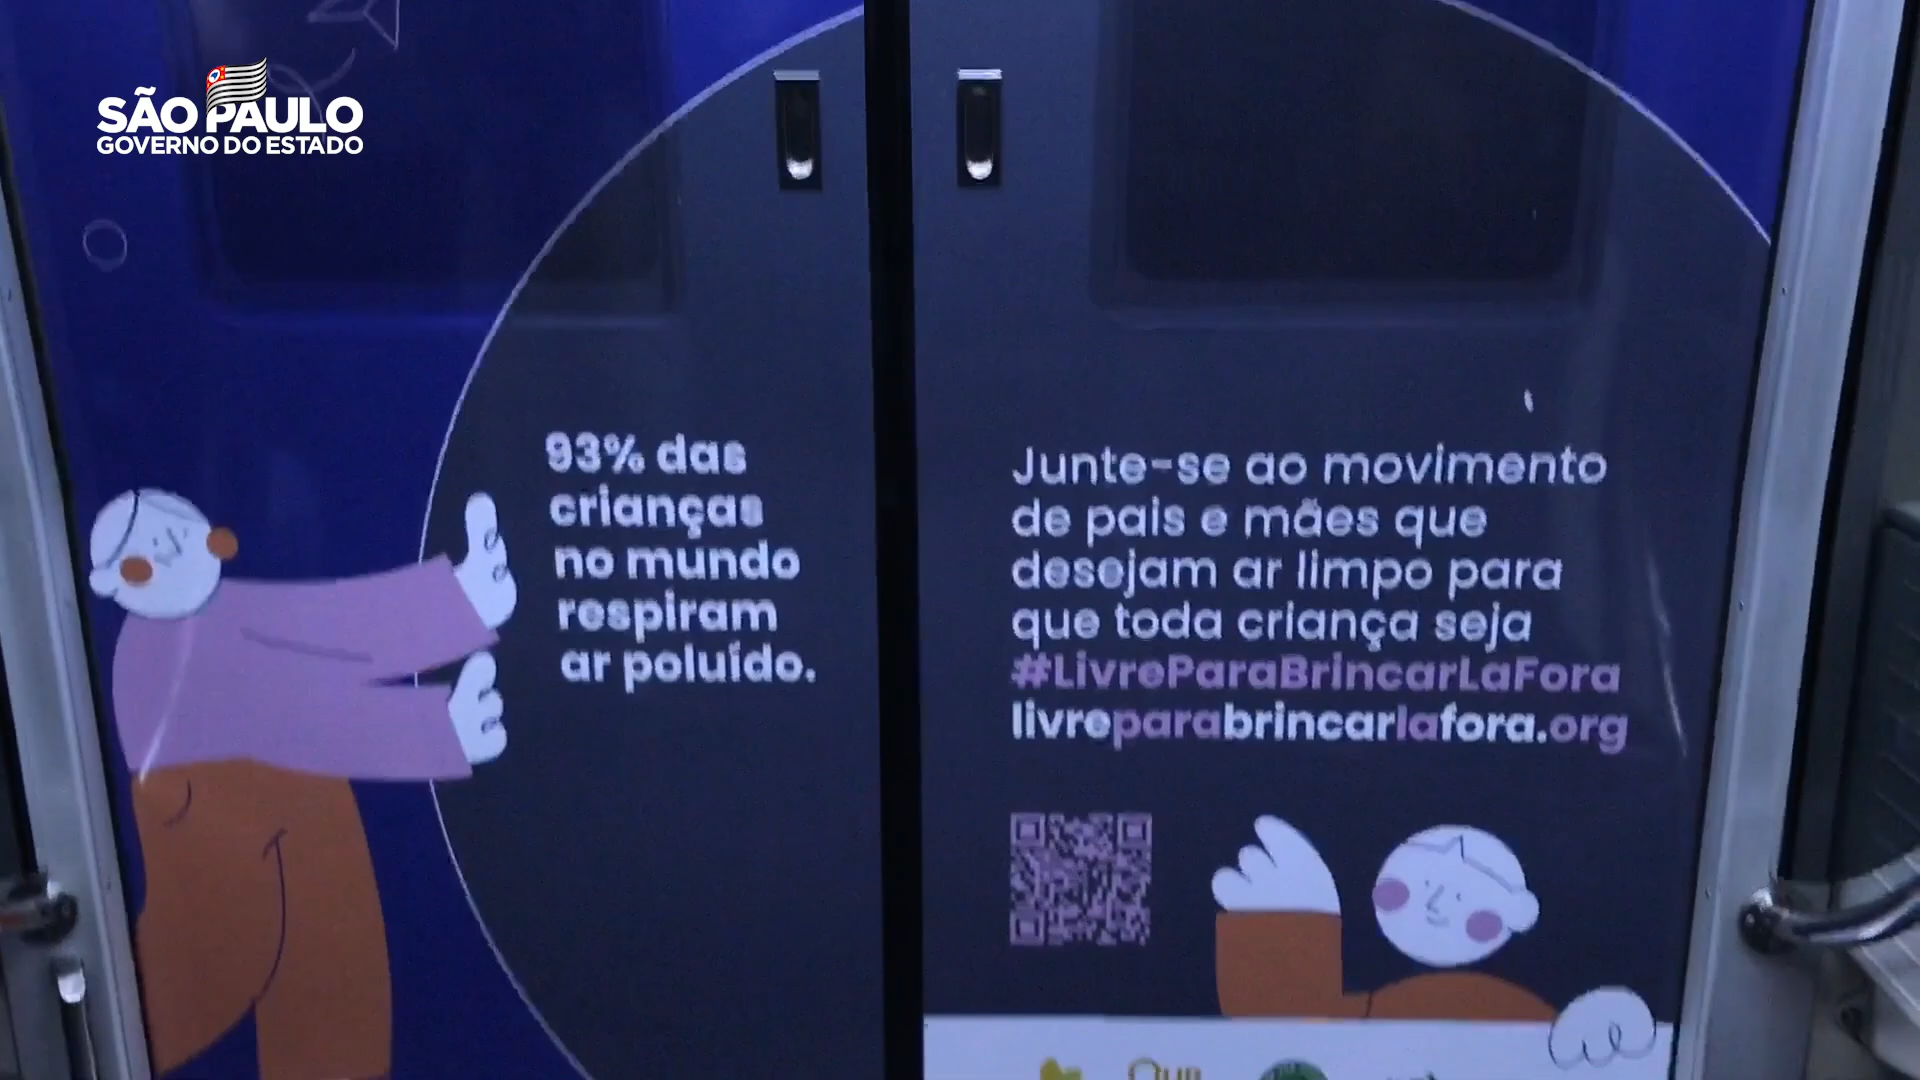 SÃO PAULO
GOVERNO DO ESTADO
93% das
crianças
no mundo
respiram
ar poluído.
Junte-se ao movimento
de pais e mães que
desejam ar limpo para
que toda criança seja
#LivreParaBrincarLaFora
livreparabrincarlafora.org